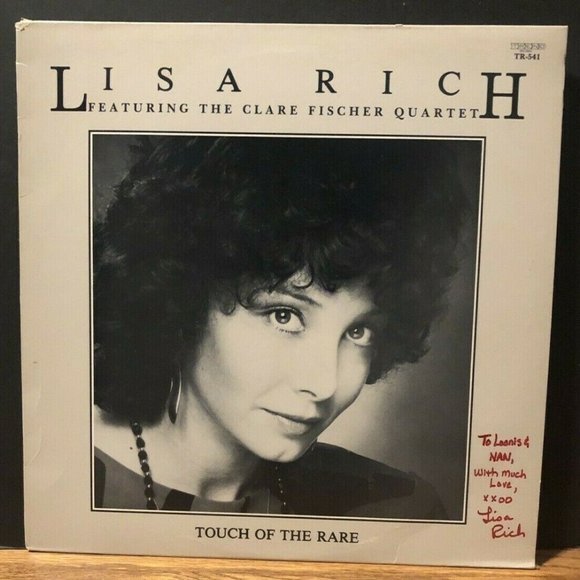 TREND
TR-541
LISA RICH
FEATURING THE CLARE FISCHER QUARTET
To Loonis &
NAN,
With much
Love,
xxoo
Lisa
Rich
TOUCH OF THE RARE